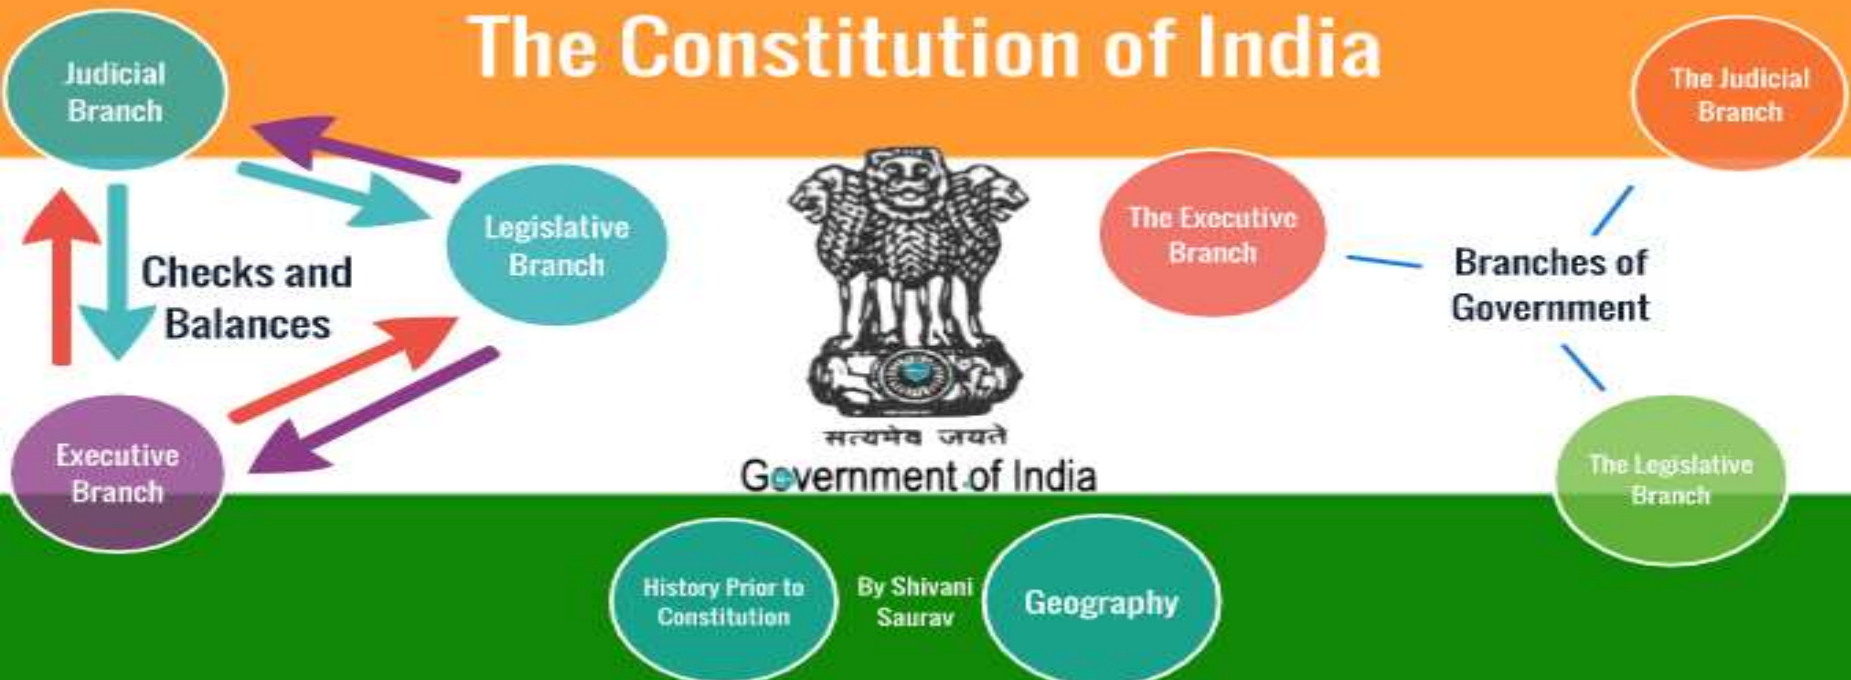 The Constitution of India
Judicial
Branch
Legislative
Branch
Checks and
Balances
Executive
Branch
सत्यमेव जयते
Government of India
The Judicial
Branch
The Executive
Branch
Branches of
Government
The Legislative
Branch
History Prior to
Constitution
By Shivani
Saurav
Geography